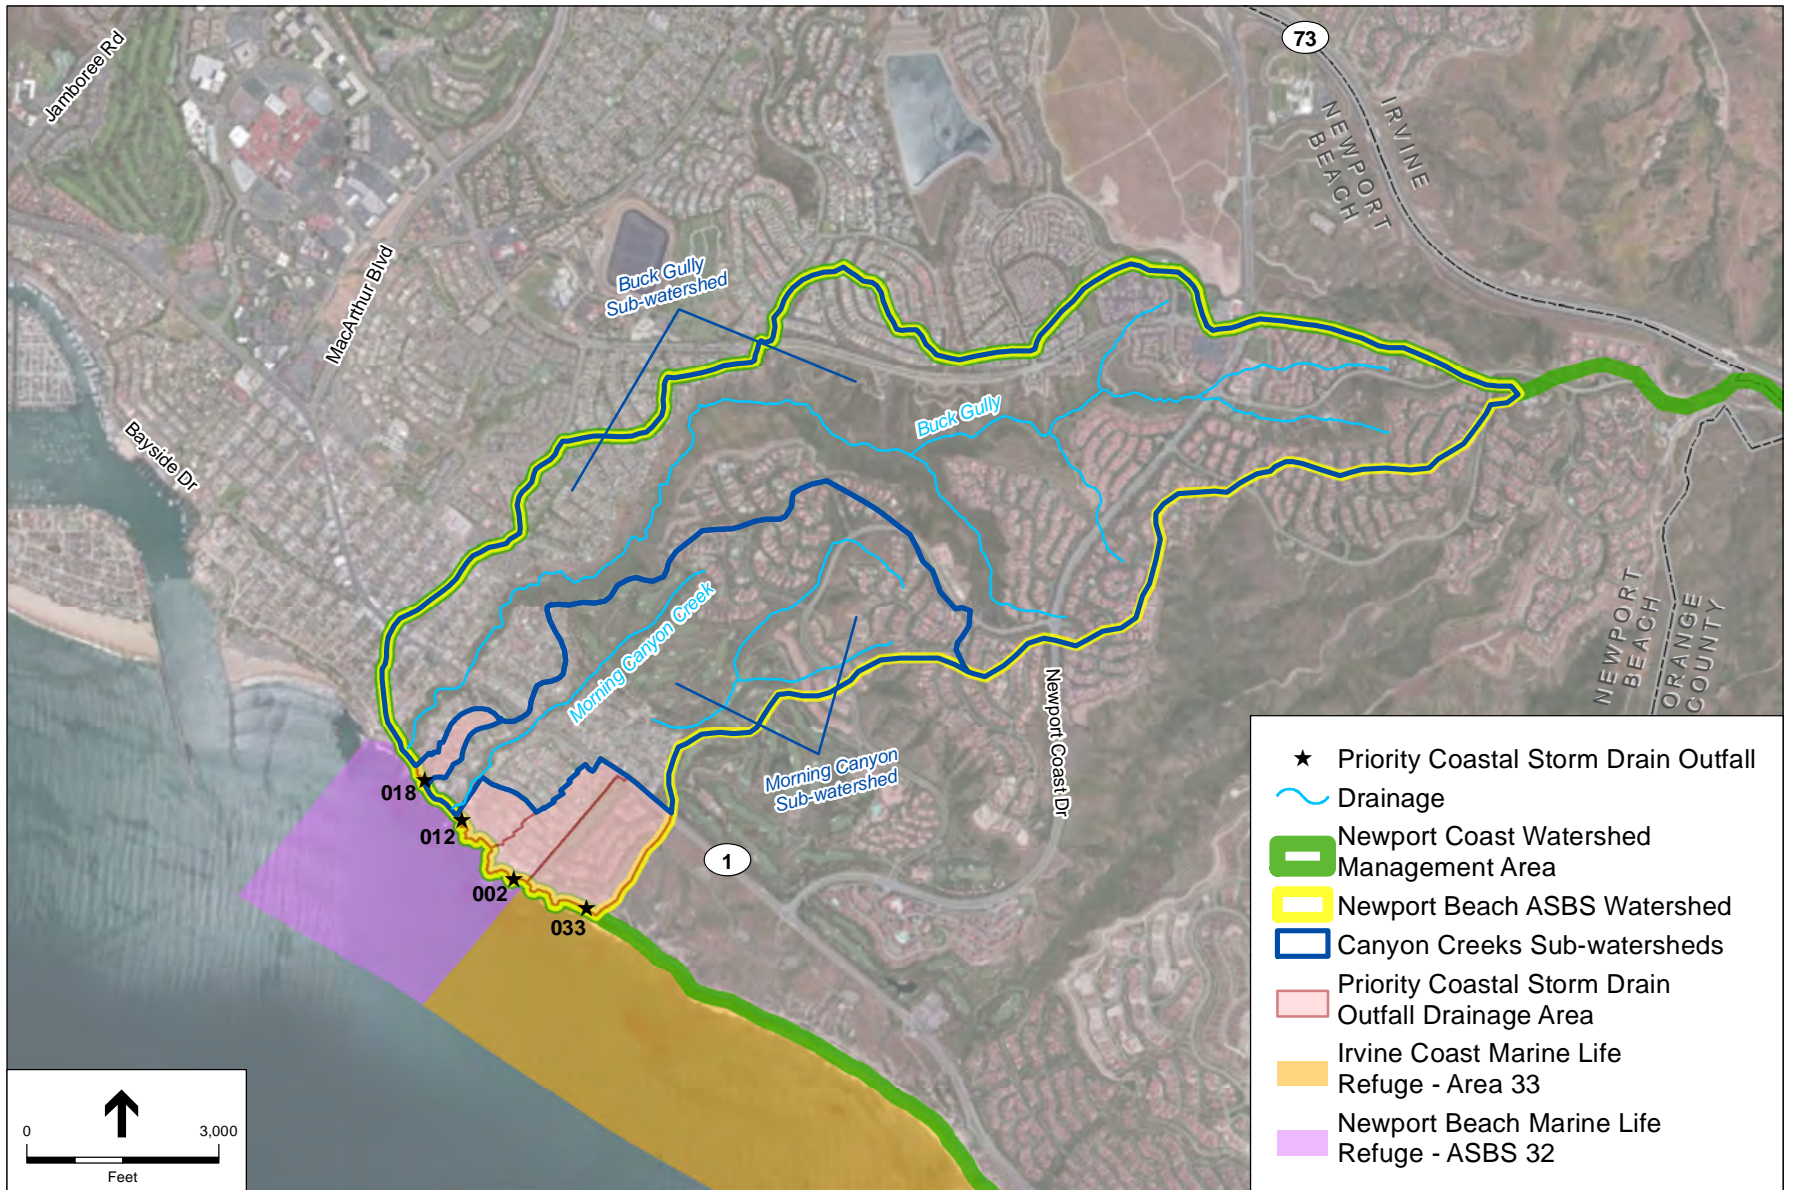 Jamboree Rd
73
IRVINE
NEWPORT
BEACH
MacArthur Blvd
Buck Gully
Sub-watershed
Bayside Dr
Buck Gully
Morning Canyon Creek
NEWPORT
BEACH
ORANGE
COUNTY
Newport Coast Dr
Morning Canyon
Sub-watershed
018
012
002
033
1
Priority Coastal Storm Drain Outfall
Drainage
Newport Coast Watershed
Management Area
Newport Beach ASBS Watershed
Canyon Creeks Sub-watersheds
Priority Coastal Storm Drain
Outfall Drainage Area
Irvine Coast Marine Life
Refuge - Area 33
Newport Beach Marine Life
Refuge - ASBS 32
0 3,000
Feet